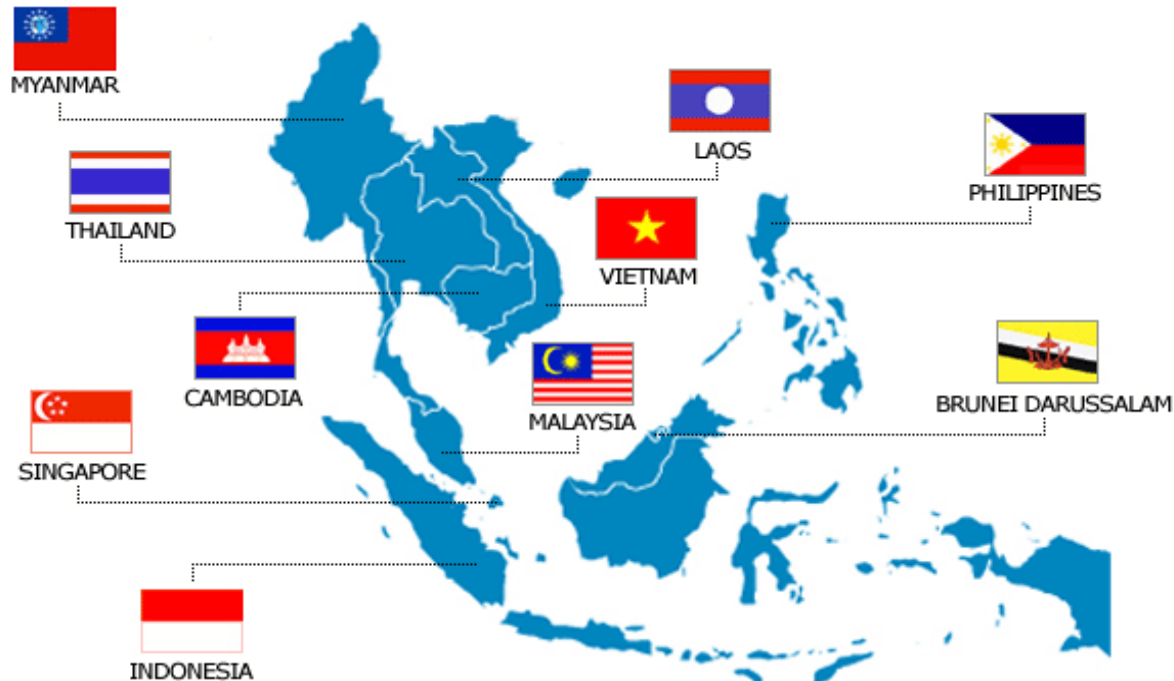 MYANMAR
LAOS
PHILIPPINES
THAILAND
VIETNAM
CAMBODIA
MALAYSIA
BRUNEI DARUSSALAM
SINGAPORE
INDONESIA